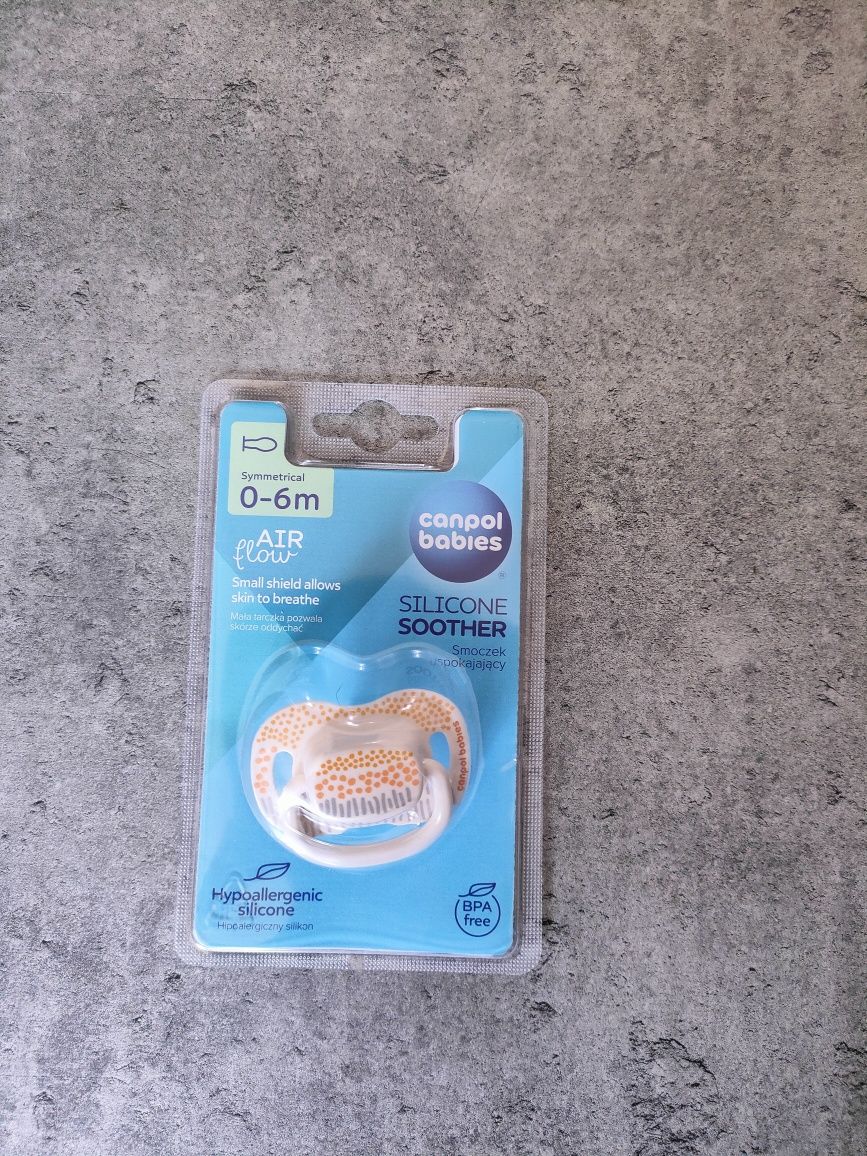 Symmetrical
0-6m
AIR
flow
Small shield allows
skin to breathe
Mała tarczka pozwala
skórze oddychać
canpol
babies
®
SILICONE
SOOTHER
Smoczek
uspokajający
canpol babies
Hypoallergenic
silicone
Hipoalergiczny silikon
BPA
free